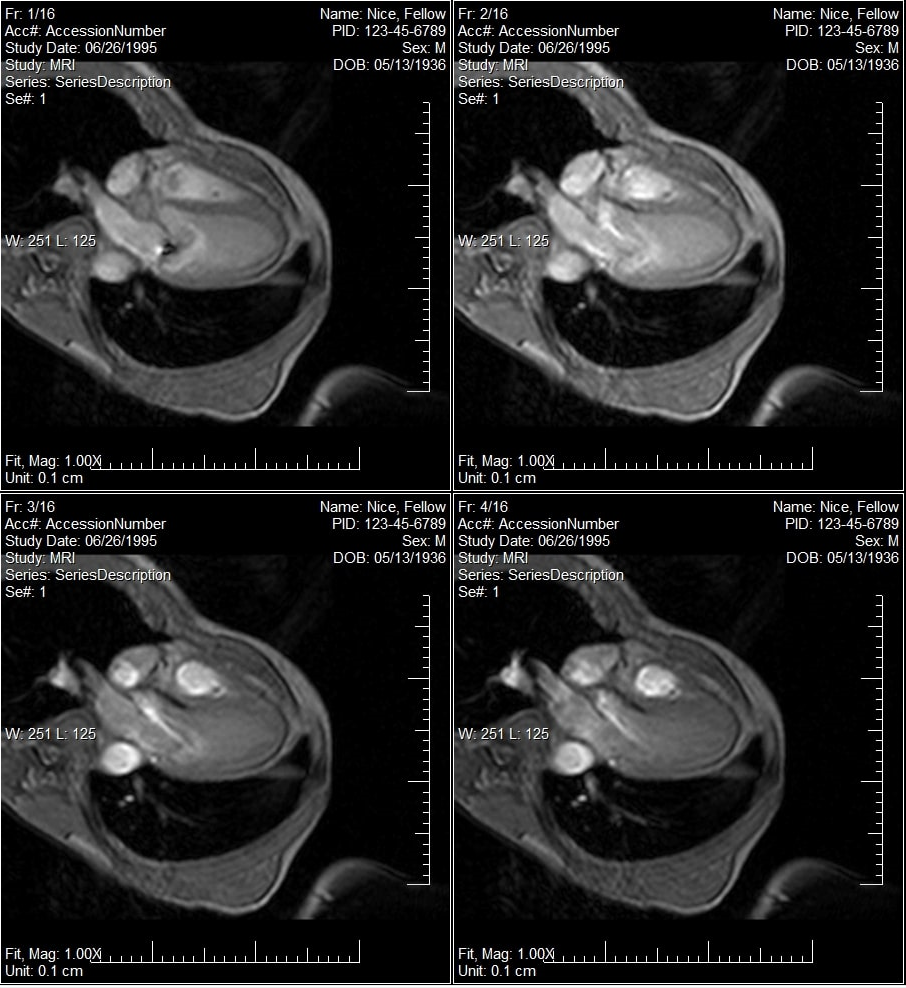 Fr: 1/16
Name: Nice, Fellow
Acc#: AccessionNumber
PID: 123-45-6789
Study Date: 06/26/1995
Sex: M
Study: MRI
DOB: 05/13/1936
Series: SeriesDescription
Se#: 1
W: 251 L: 125
Fit, Mag: 1.00X
Unit: 0.1 cm
Fr: 2/16
Name: Nice, Fellow
Acc#: AccessionNumber
PID: 123-45-6789
Study Date: 06/26/1995
Sex: M
Study: MRI
DOB: 05/13/1936
Series: SeriesDescription
Se#: 1
W: 251 L: 125
Fit, Mag: 1.00X
Unit: 0.1 cm
Fr: 3/16
Name: Nice, Fellow
Acc#: AccessionNumber
PID: 123-45-6789
Study Date: 06/26/1995
Sex: M
Study: MRI
DOB: 05/13/1936
Series: SeriesDescription
Se#: 1
W: 251 L: 125
Fit, Mag: 1.00X
Unit: 0.1 cm
Fr: 4/16
Name: Nice, Fellow
Acc#: AccessionNumber
PID: 123-45-6789
Study Date: 06/26/1995
Sex: M
Study: MRI
DOB: 05/13/1936
Series: SeriesDescription
Se#: 1
W: 251 L: 125
Fit, Mag: 1.00X
Unit: 0.1 cm